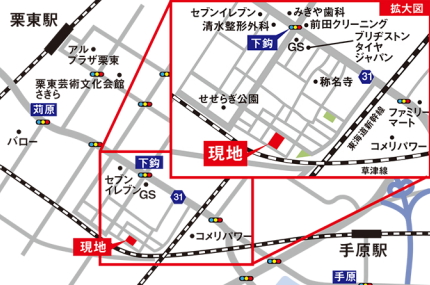 拡大図
栗東駅
アル・
プラザ栗東
栗東芸術文化会館
さきら
苅原
バロー
セブンイレブン
清水整形外科
みきや歯科
前田クリーニング
下鈎
GS
ブリヂストン
タイヤ
ジャパン
称名寺
31
せせらぎ公園
現地
東海道新幹線
ファミリー
マート
コメリパワー
草津線
下鈎
セブン
イレブン
GS
31
現地
コメリパワー
手原駅
手原